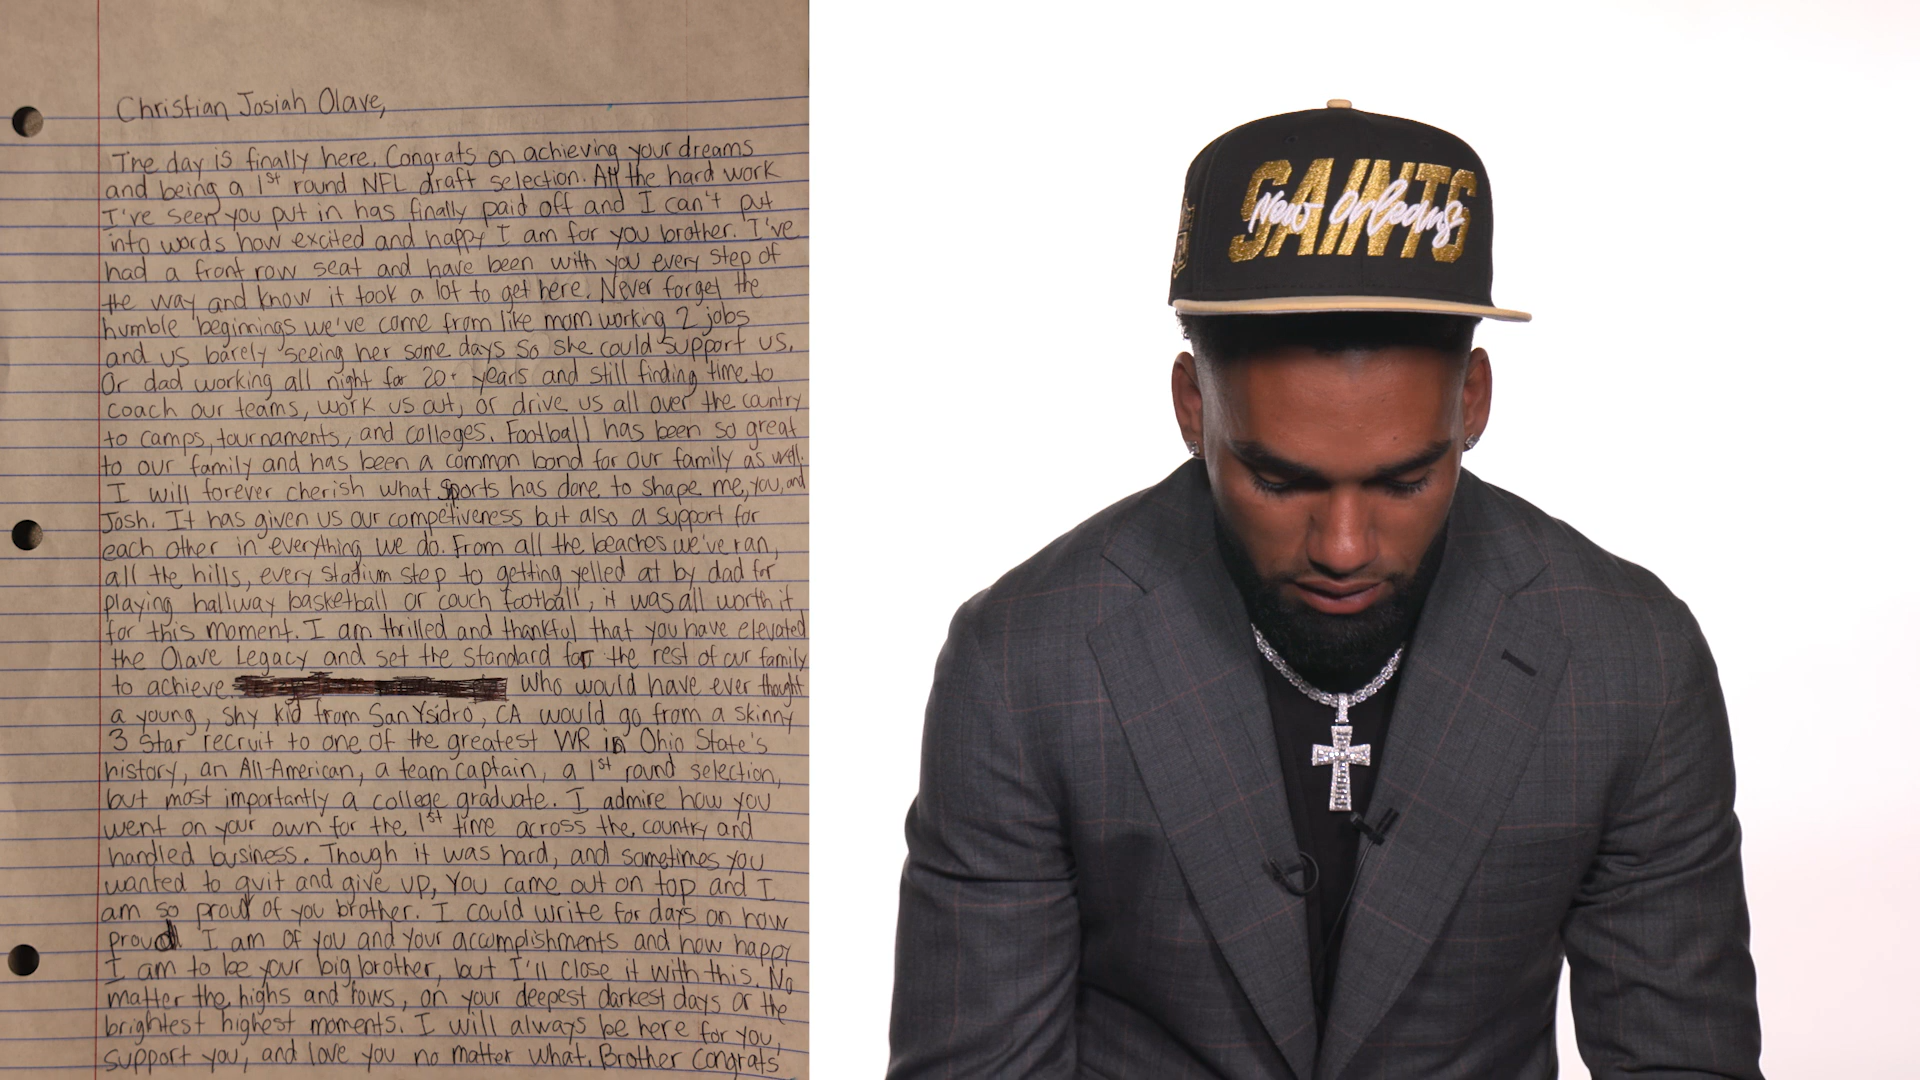 Christian Josiah Olave,
The day is finally here. Congrats on achieving your dreams
and being a 1st round NFL draft selection. All the hard work
I've seen you put in has finally paid off and I can't put
into words how excited and happy I am for you brother. I've
had a front row seat and have been with you every step of
the way and know it took a lot to get here. Never forget the
humble beginnings we've come from like mom working 2 jobs
and us barely seeing her some days so she could support us.
Or dad working all night for 20+ years and still finding time to
coach our teams, work us out, or drive us all over the country
to camps, tournaments, and colleges. Football has been so great
to our family and has been a common bond for our family as well.
I will forever cherish what sports has done to shape me, you, and
Josh. It has given us our competiveness but also a support for
each other in everything we do. From all the beaches we've ran,
all the hills, every stadium step to getting yelled at by dad for
playing hallway basketball or couch football, it was all worth it
for this moment. I am thrilled and thankful that you have elevated
the Olave Legacy and set the standard for the rest of our family
to achieve. Who would have ever thought
a young, shy kid from San Ysidro, CA would go from a skinny
3 star recruit to one of the greatest WR in Ohio State's
history, an All-American, a team captain, a 1st round selection,
but most importantly a college graduate. I admire how you
went on your own for the 1st time across the country and
handled business. Though it was hard, and sometimes you
wanted to quit and give up, you came out on top and I
am so proud of you brother. I could write for days on how
proud I am of you and your accomplishments and how happy
I am to be your big brother, but I'll close it with this. No
matter the highs and lows, on your deepest darkest days or the
brightest highest moments. I will always be here for you,
support you, and love you no matter what. Brother Congrats
SAINTS
New Orleans